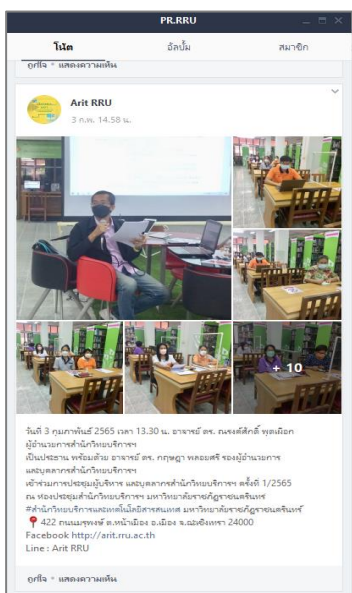 PR.RRU
โน้ต อัลบั้ม สมาชิก
ถูกใจ • แสดงความเห็น
Arit RRU
3 ก.พ. 14.58 น.
+ 10
วันที่ 3 กุมภาพันธ์ 2565 เวลา 13.30 น. อาจารย์ ดร. ณรงค์ศักดิ์ พุดเผือก
ผู้อำนวยการสำนักวิทยบริการฯ
เป็นประธาน พร้อมด้วย อาจารย์ ดร. กฤษฎา พลอยศรี รองผู้อำนวยการ
และบุคลากรสำนักวิทยบริการฯ
เข้าร่วมการประชุมผู้บริหาร และบุคลากรสำนักวิทยบริการฯ ครั้งที่ 1/2565
ณ ห้องประชุมสำนักวิทยบริการฯ มหาวิทยาลัยราชภัฏราชนครินทร์
#สำนักวิทยบริการและเทคโนโลยีสารสนเทศ มหาวิทยาลัยราชภัฏราชนครินทร์
📍 422 ถนนมรุพงษ์ ต.หน้าเมือง อ.เมือง จ.ฉะเชิงเทรา 24000
Facebook http://arit.rru.ac.th
Line : Arit RRU
ถูกใจ • แสดงความเห็น